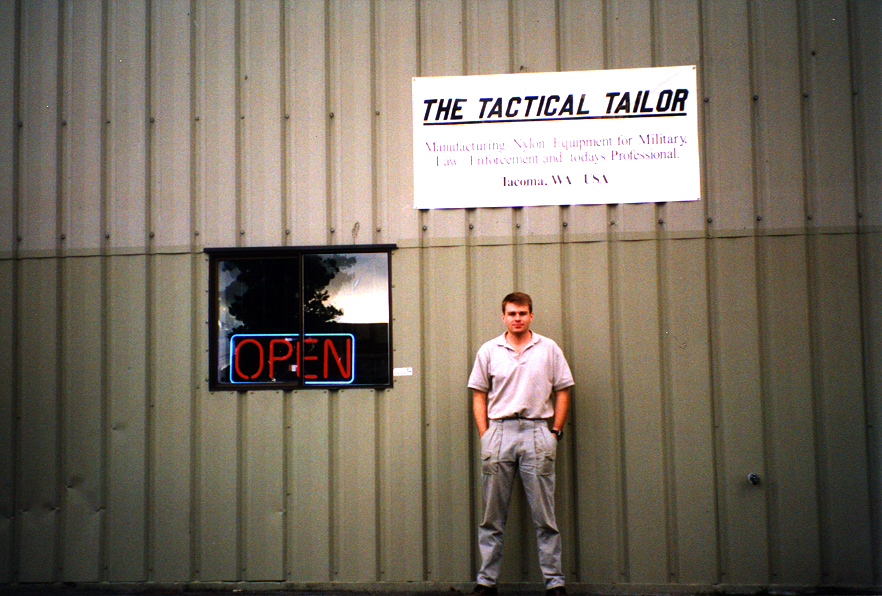 THE TACTICAL TAILOR
Manufacturing Nylon Equipment for Military,
Law Enforcement and todays Professional.
Tacoma, WA USA
OPEN